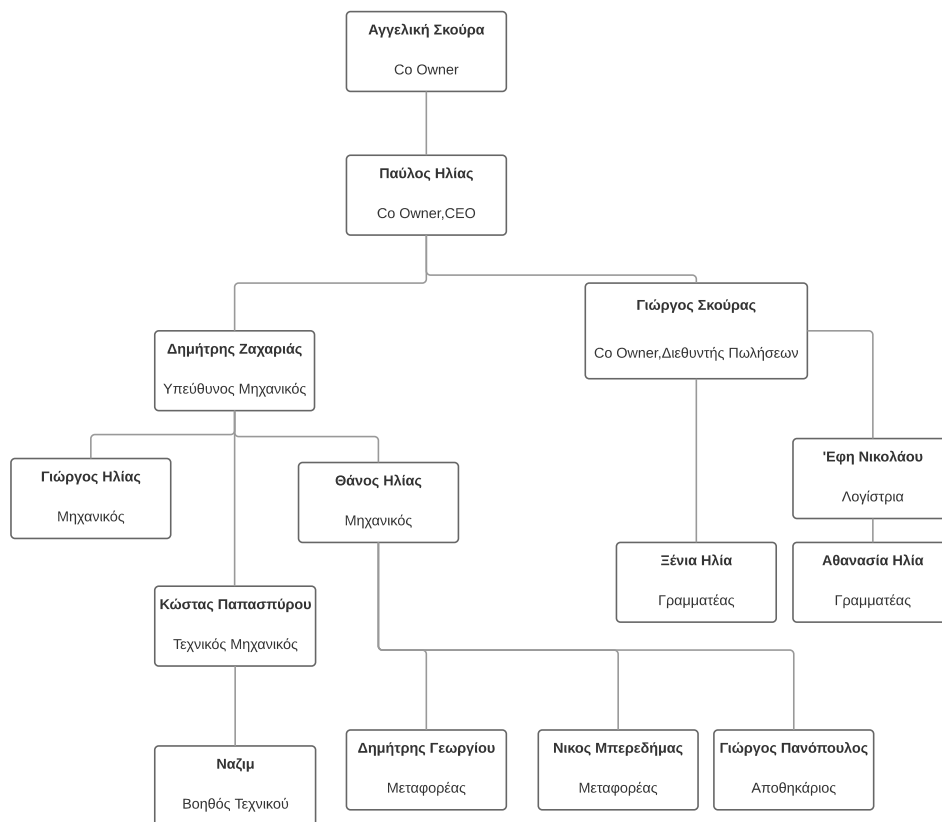 Αγγελική Σκούρα
Co Owner
Παύλος Ηλίας
Co Owner,CEO
Γιώργος Σκούρας
Co Owner,Διεθυντής Πωλήσεων
Δημήτρης Ζαχαριάς
Υπεύθυνος Μηχανικός
Γιώργος Ηλίας
Μηχανικός
Θάνος Ηλίας
Μηχανικός
'Εφη Νικολάου
Λογίστρια
Ξένια Ηλία
Γραμματέας
Αθανασία Ηλία
Γραμματέας
Κώστας Παπασπύρου
Τεχνικός Μηχανικός
Ναζιμ
Βοηθός Τεχνικού
Δημήτρης Γεωργίου
Μεταφορέας
Νικος Μπερεδήμας
Μεταφορέας
Γιώργος Πανόπουλος
Αποθηκάριος